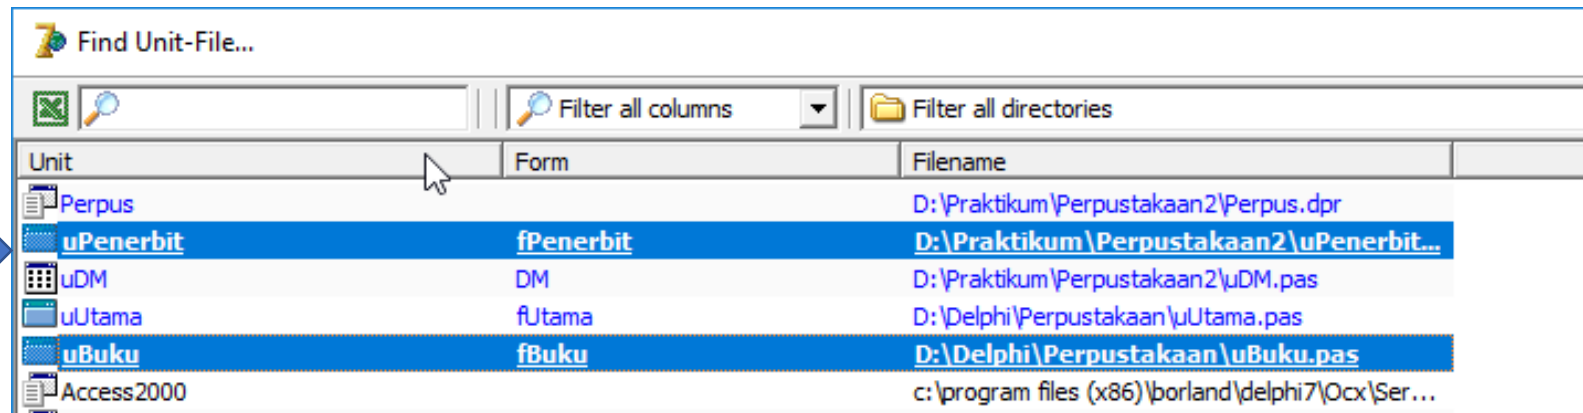 Find Unit-File...
Filter all columns Filter all directories
Unit Form Filename
Perpus D:\Praktikum\Perpustakaan2\Perpus.dpr
uPenerbit fPenerbit D:\Praktikum\Perpustakaan2\uPenerbit...
uDM DM D:\Praktikum\Perpustakaan2\uDM.pas
uUtama fUtama D:\Delphi\Perpustakaan\uUtama.pas
uBuku fBuku D:\Delphi\Perpustakaan\uBuku.pas
Access2000 c:\program files (x86)\borland\delphi7\Ocx\Ser...